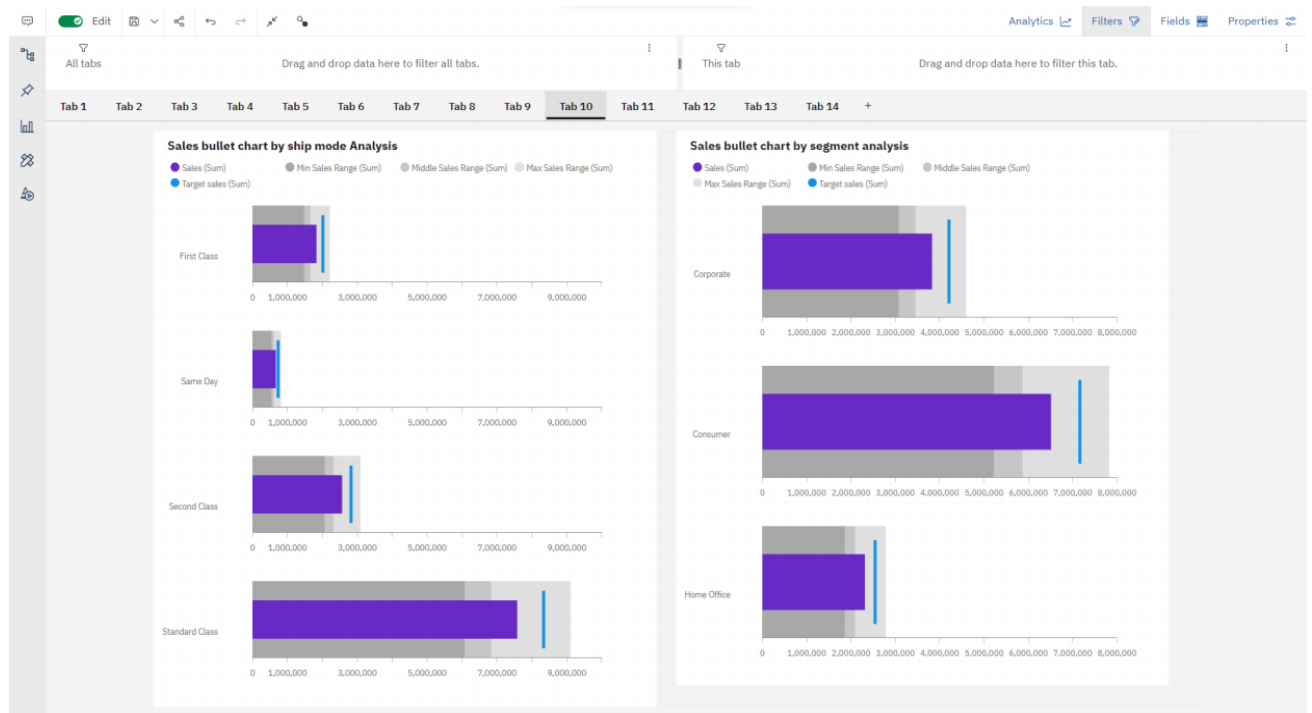 Edit
Analytics
Filters
Fields
Properties
All tabs
Drag and drop data here to filter all tabs.
This tab
Drag and drop data here to filter this tab.
Tab 1 Tab 2 Tab 3 Tab 4 Tab 5 Tab 6 Tab 7 Tab 8 Tab 9 Tab 10 Tab 11 Tab 12 Tab 13 Tab 14 +
Sales bullet chart by ship mode Analysis
Sales (Sum) Min Sales Range (Sum) Middle Sales Range (Sum) Max Sales Range (Sum)
Target sales (Sum)
First Class
0 1,000,000 3,000,000 5,000,000 7,000,000 9,000,000
Same Day
0 1,000,000 3,000,000 5,000,000 7,000,000 9,000,000
Second Class
0 1,000,000 3,000,000 5,000,000 7,000,000 9,000,000
Standard Class
0 1,000,000 3,000,000 5,000,000 7,000,000 9,000,000
Sales bullet chart by segment analysis
Sales (Sum) Min Sales Range (Sum) Middle Sales Range (Sum)
Max Sales Range (Sum) Target sales (Sum)
Corporate
0 1,000,000 2,000,000 3,000,000 4,000,000 5,000,000 6,000,000 7,000,000 8,000,000
Consumer
0 1,000,000 2,000,000 3,000,000 4,000,000 5,000,000 6,000,000 7,000,000 8,000,000
Home Office
0 1,000,000 2,000,000 3,000,000 4,000,000 5,000,000 6,000,000 7,000,000 8,000,000